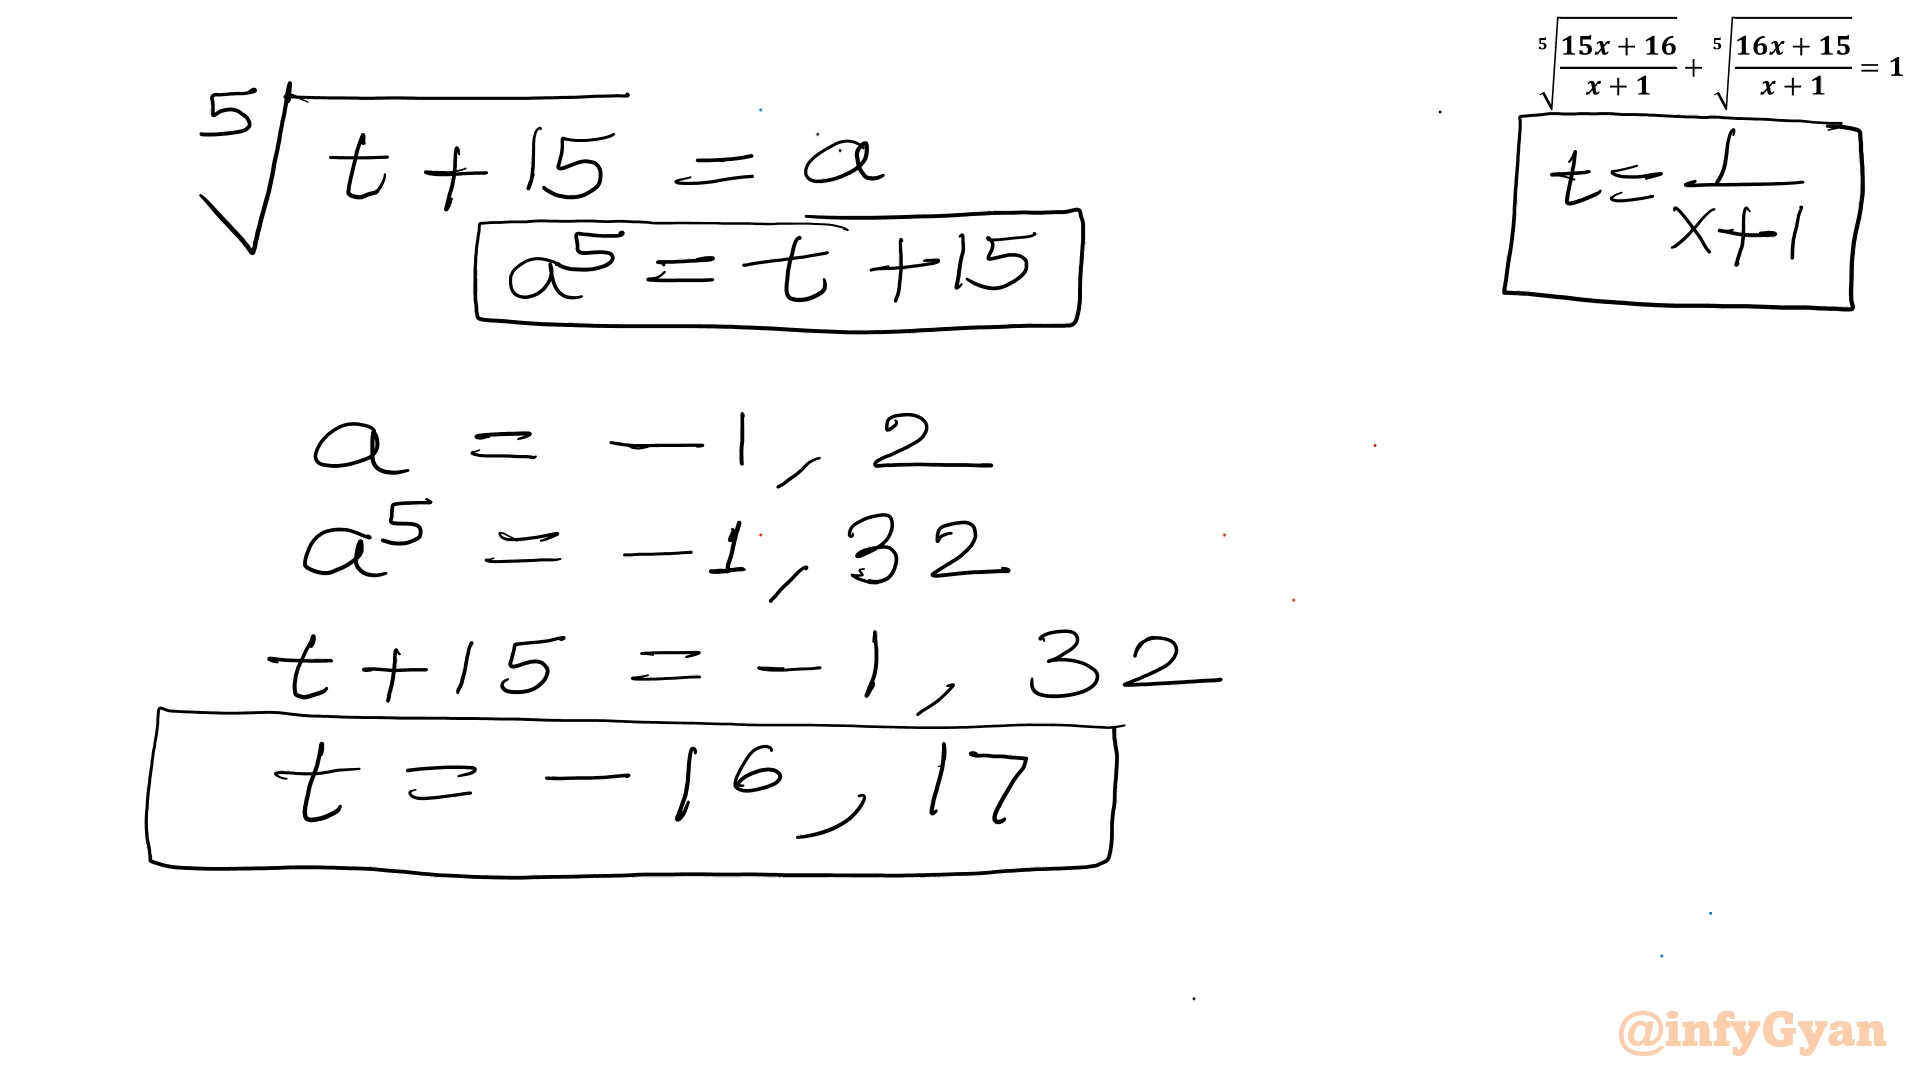 ⁵√((15x + 16)/(x + 1)) + ⁵√((16x + 15)/(x + 1)) = 1
t = 1/(x+1)
⁵√(t + 15) = a
a⁵ = t + 15
a = -1, 2
a⁵ = -1, 32
t + 15 = -1, 32
t = -16, 17
@infyGyan